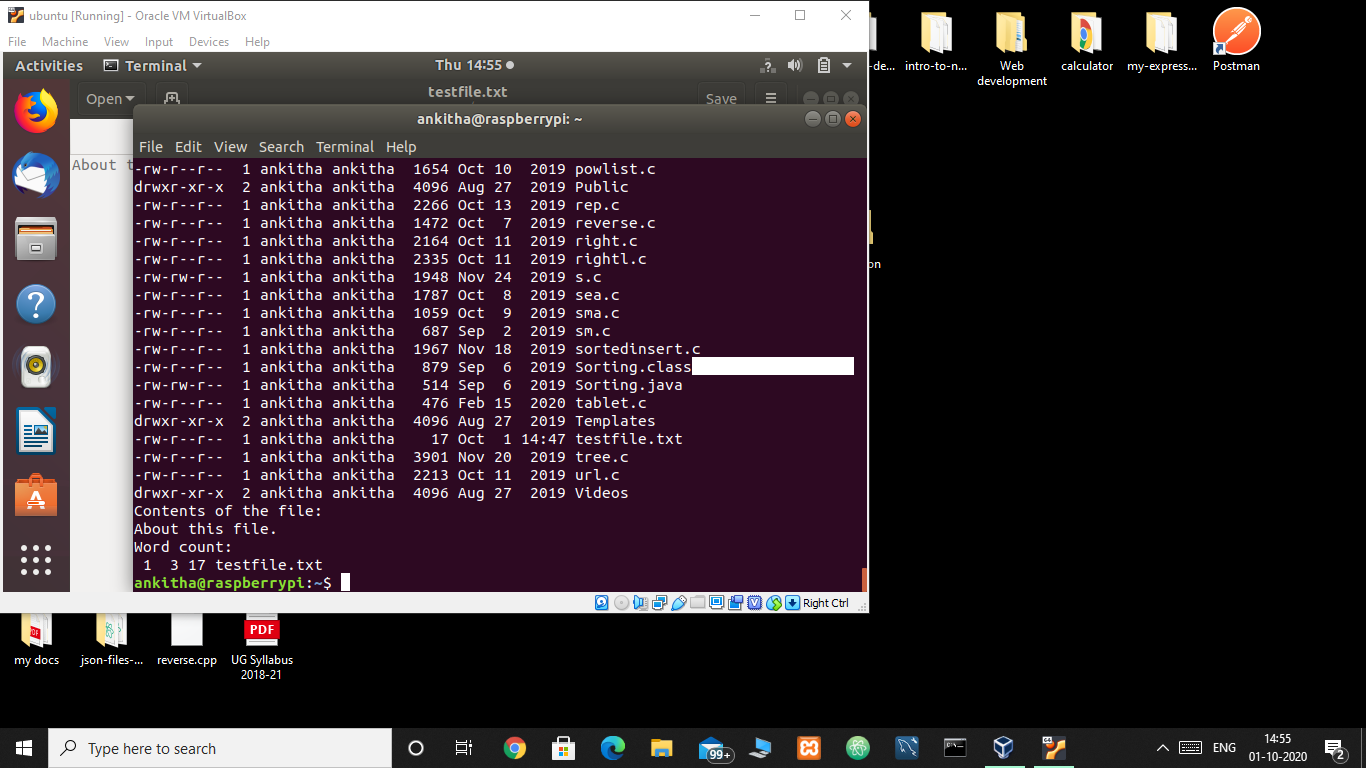 ubuntu [Running] - Oracle VM VirtualBox
File Machine View Input Devices Help
Activities Terminal Thu 14:55
Open testfile.txt Save
About t
ankitha@raspberrypi: ~
File Edit View Search Terminal Help
-rw-r--r-- 1 ankitha ankitha 1654 Oct 10 2019 powlist.c
drwxr-xr-x 2 ankitha ankitha 4096 Aug 27 2019 Public
-rw-r--r-- 1 ankitha ankitha 2266 Oct 13 2019 rep.c
-rw-r--r-- 1 ankitha ankitha 1472 Oct 7 2019 reverse.c
-rw-r--r-- 1 ankitha ankitha 2164 Oct 11 2019 right.c
-rw-r--r-- 1 ankitha ankitha 2335 Oct 11 2019 rightl.c
-rw-rw-r-- 1 ankitha ankitha 1948 Nov 24 2019 s.c
-rw-r--r-- 1 ankitha ankitha 1787 Oct 8 2019 sea.c
-rw-r--r-- 1 ankitha ankitha 1059 Oct 9 2019 sma.c
-rw-r--r-- 1 ankitha ankitha 687 Sep 2 2019 sm.c
-rw-r--r-- 1 ankitha ankitha 1967 Nov 18 2019 sortedinsert.c
-rw-r--r-- 1 ankitha ankitha 879 Sep 6 2019 Sorting.class
-rw-rw-r-- 1 ankitha ankitha 514 Sep 6 2019 Sorting.java
-rw-r--r-- 1 ankitha ankitha 476 Feb 15 2020 tablet.c
drwxr-xr-x 2 ankitha ankitha 4096 Aug 27 2019 Templates
-rw-r--r-- 1 ankitha ankitha 17 Oct 1 14:47 testfile.txt
-rw-r--r-- 1 ankitha ankitha 3901 Nov 20 2019 tree.c
-rw-r--r-- 1 ankitha ankitha 2213 Oct 11 2019 url.c
drwxr-xr-x 2 ankitha ankitha 4096 Aug 27 2019 Videos
Contents of the file:
About this file.
Word count:
1 3 17 testfile.txt
ankitha@raspberrypi:~$
Right Ctrl
-de... intro-to-n... Web calculator my-express... Postman
development
on
PDF PDF
my docs json-files-... reverse.cpp UG Syllabus
2018-21
Type here to search
99+
ENG
14:55
01-10-2020
2